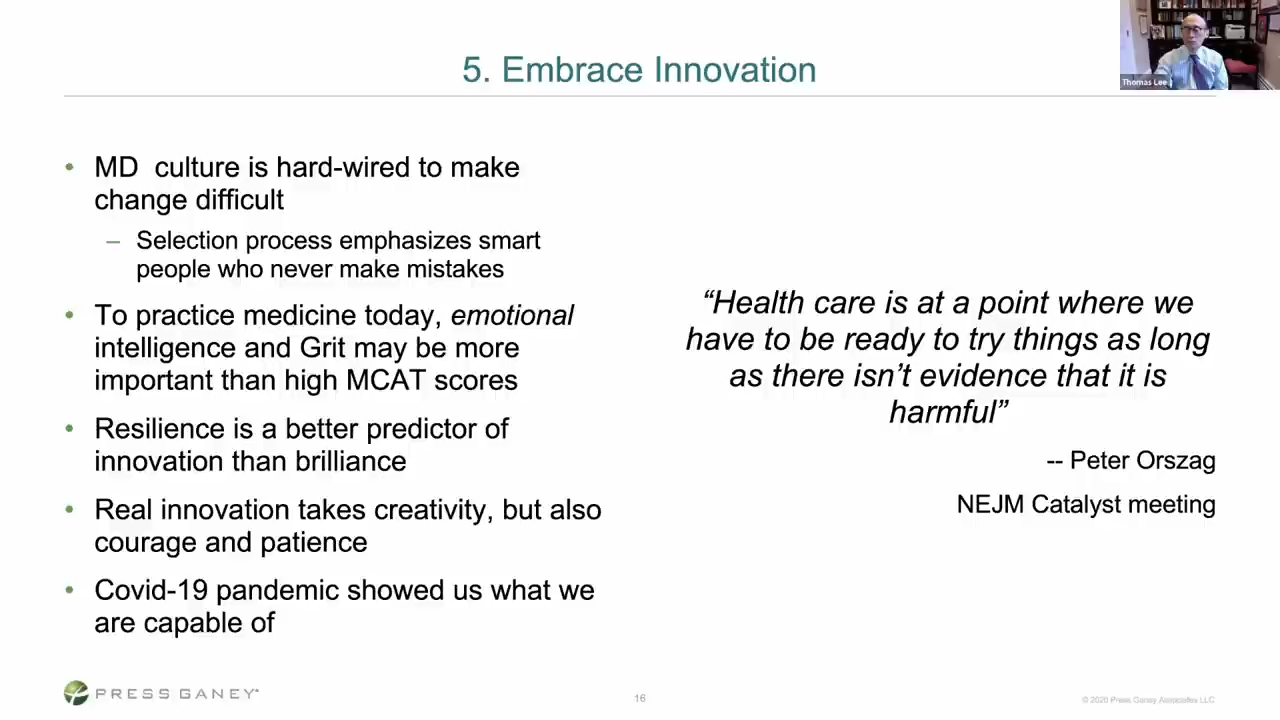 5. Embrace Innovation
Thomas Lee
• MD culture is hard-wired to make
change difficult
– Selection process emphasizes smart
people who never make mistakes
• To practice medicine today, emotional
intelligence and Grit may be more
important than high MCAT scores
• Resilience is a better predictor of
innovation than brilliance
• Real innovation takes creativity, but also
courage and patience
• Covid-19 pandemic showed us what we
are capable of
“Health care is at a point where we
have to be ready to try things as long
as there isn’t evidence that it is
harmful”
-- Peter Orszag
NEJM Catalyst meeting
PRESS GANEY
16
© 2020 Press Ganey Associates LLC